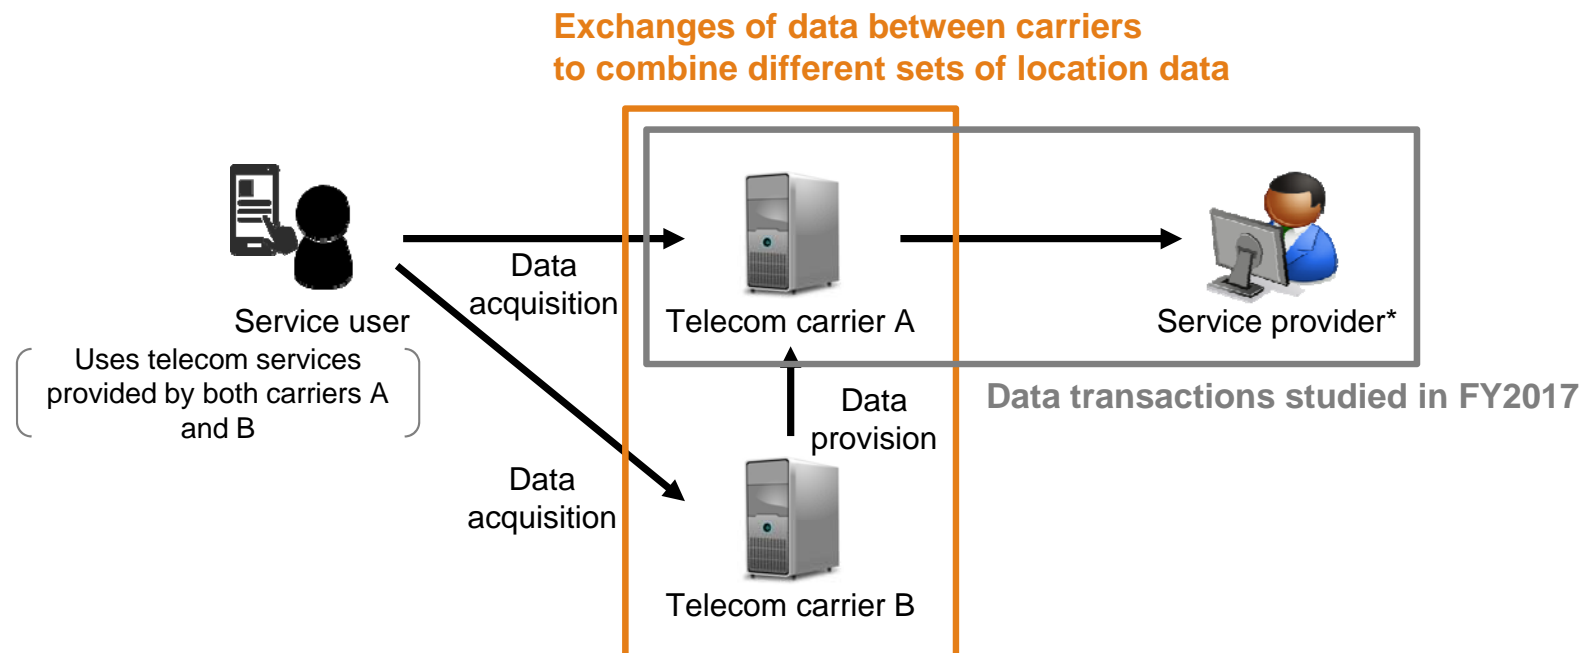 Exchanges of data between carriers
to combine different sets of location data
Data
acquisition
Service user
Telecom carrier A
Service provider*
Uses telecom services
provided by both carriers A
and B
Data
provision
Data transactions studied in FY2017
Data
acquisition
Telecom carrier B